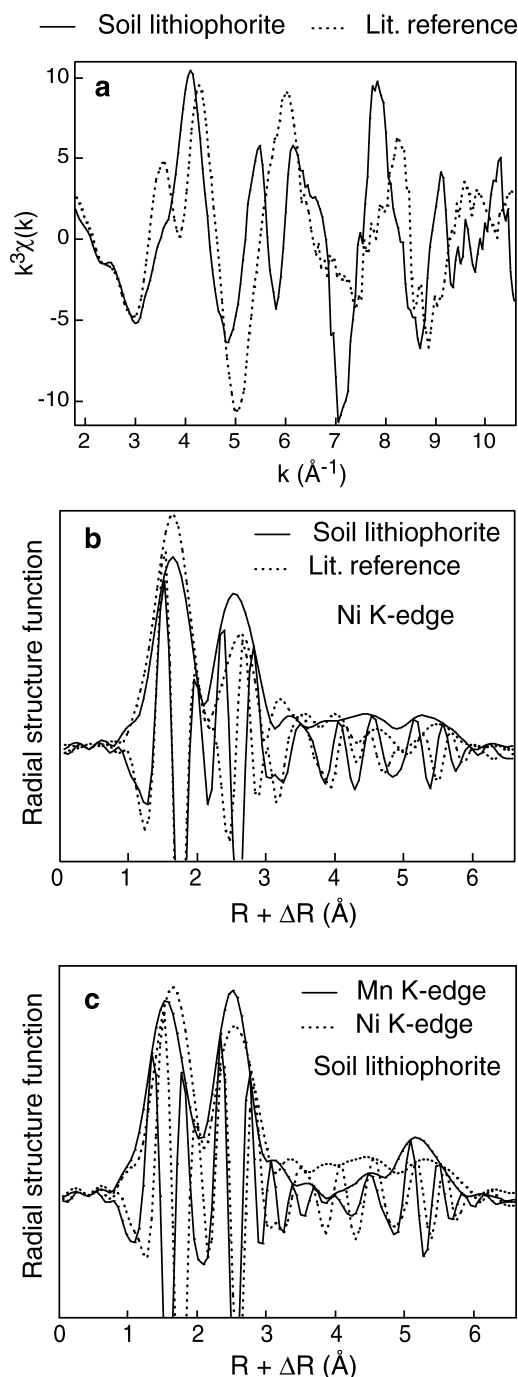 Soil lithiophorite Lit. reference
a
10
5
0
-5
-10
k³χ(k)
2 3 4 5 6 7 8 9 10
k (Å⁻¹)
b
Soil lithiophorite
Lit. reference
Ni K-edge
Radial structure function
0 1 2 3 4 5 6
R + ΔR (Å)
c
Mn K-edge
Ni K-edge
Soil lithiophorite
Radial structure function
0 1 2 3 4 5 6
R + ΔR (Å)